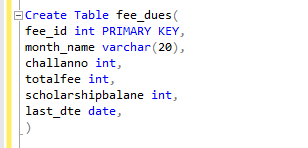 Create Table fee_dues(
fee_id int PRIMARY KEY,
month_name varchar(20),
challanno int,
totalfee int,
scholarshipbalane int,
last_dte date,
)